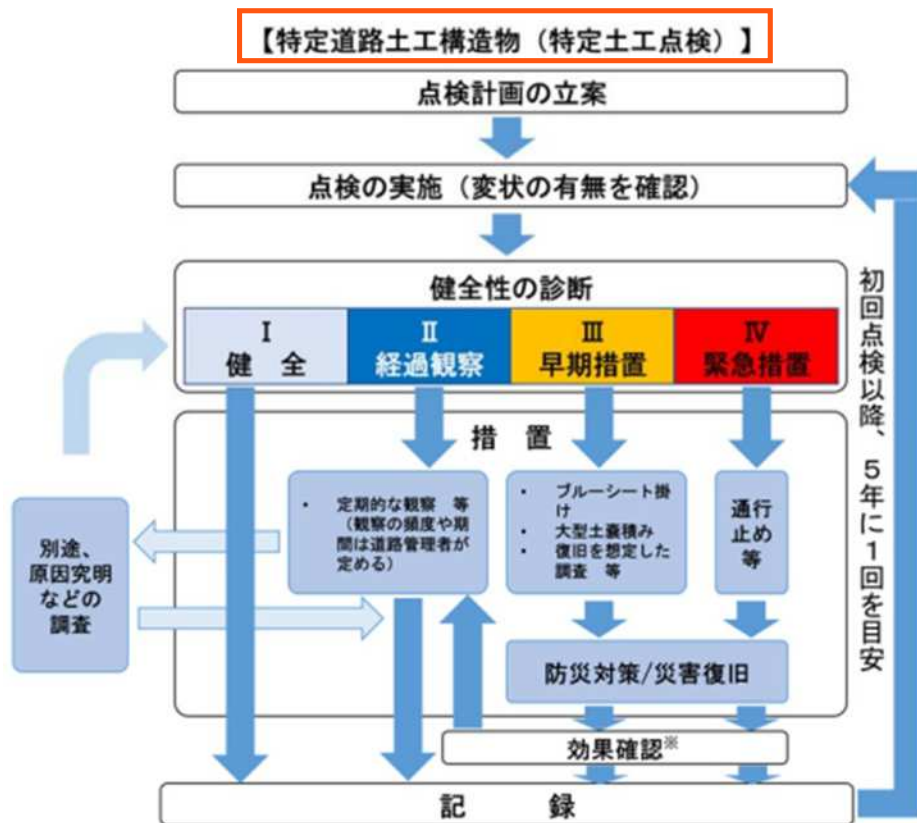 【特定道路土工構造物（特定土工点検）】
点検計画の立案
点検の実施（変状の有無を確認）
健全性の診断
Ⅰ
健 全
Ⅱ
経過観察
Ⅲ
早期措置
Ⅳ
緊急措置
措 置
・ 定期的な観察 等
（観察の頻度や期
間は道路管理者が
定める）
・ ブルーシート掛
け
・ 大型土嚢積み
・ 復旧を想定した
調査 等
通行
止め
等
別途、
原因究明
などの
調査
防災対策/災害復旧
効果確認※
記 録
初回点検以降、５年に１回を目安